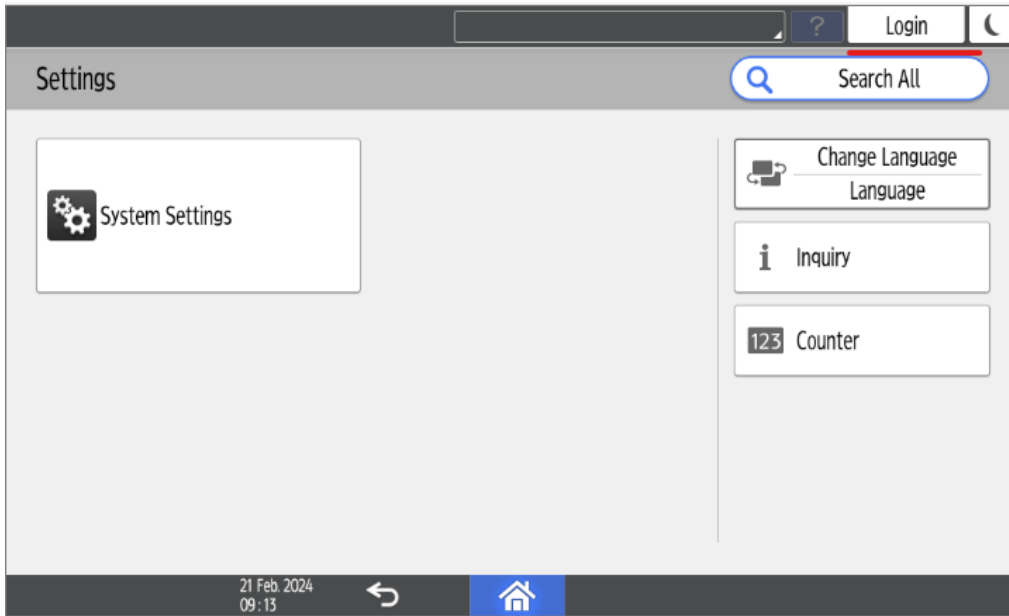 ?
Login
Settings
Search All
System Settings
Change Language
Language
i Inquiry
123 Counter
21 Feb. 2024
09:13